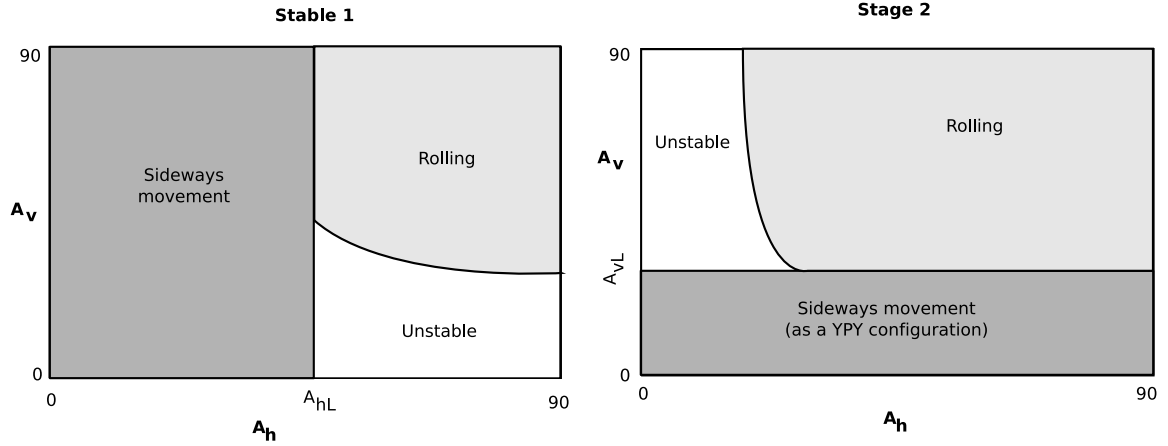 Stable 1
90
Sideways
movement
Rolling
Unstable
Av
0
0
AhL
90
Ah
Stage 2
90
Unstable
Rolling
Av
AvL
Sideways movement
(as a YPY configuration)
0
0
90
Ah